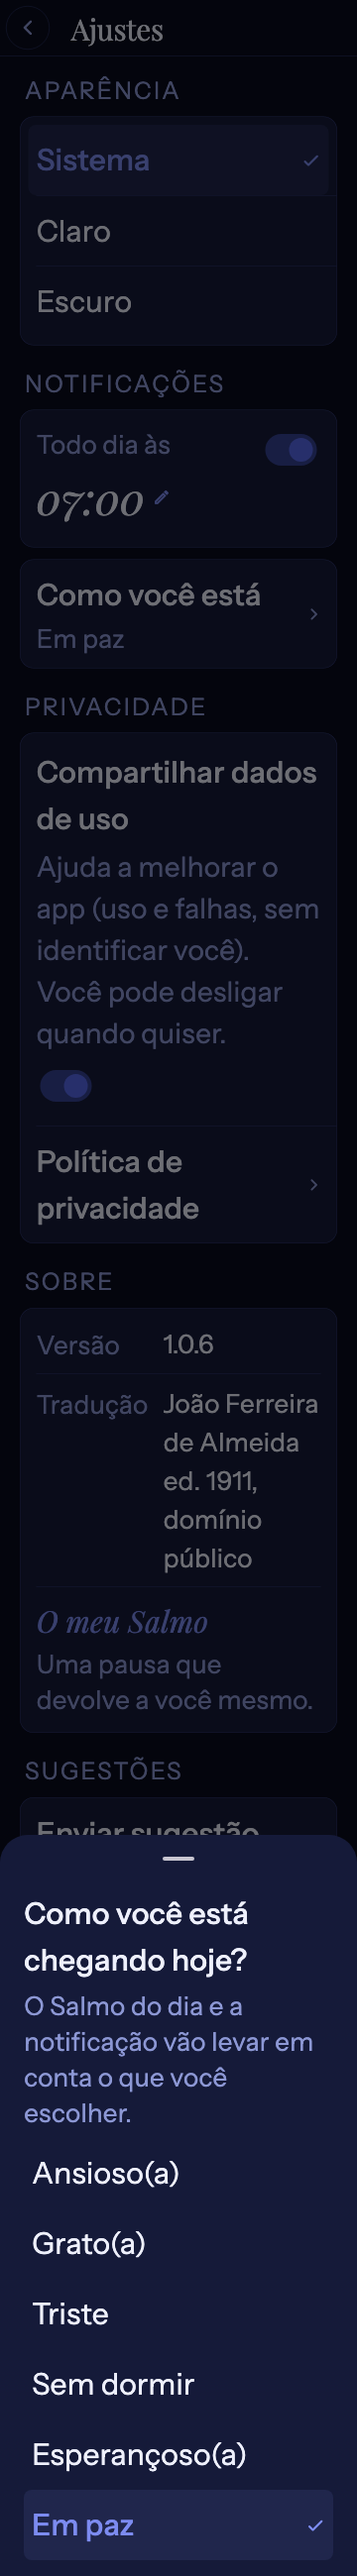 Ajustes
APARÊNCIA
Sistema
Claro
Escuro
NOTIFICAÇÕES
Todo dia às
07:00
Como você está
Em paz
PRIVACIDADE
Compartilhar dados
de uso
Ajuda a melhorar o
app (uso e falhas, sem
identificar você).
Você pode desligar
quando quiser.
Política de
privacidade
SOBRE
Versão 1.0.6
Tradução João Ferreira
de Almeida
ed. 1911,
domínio
público
O meu Salmo
Uma pausa que
devolve a você mesmo.
SUGESTÕES
Enviar sugestão
Como você está
chegando hoje?
O Salmo do dia e a
notificação vão levar em
conta o que você
escolher.
Ansioso(a)
Grato(a)
Triste
Sem dormir
Esperançoso(a)
Em paz